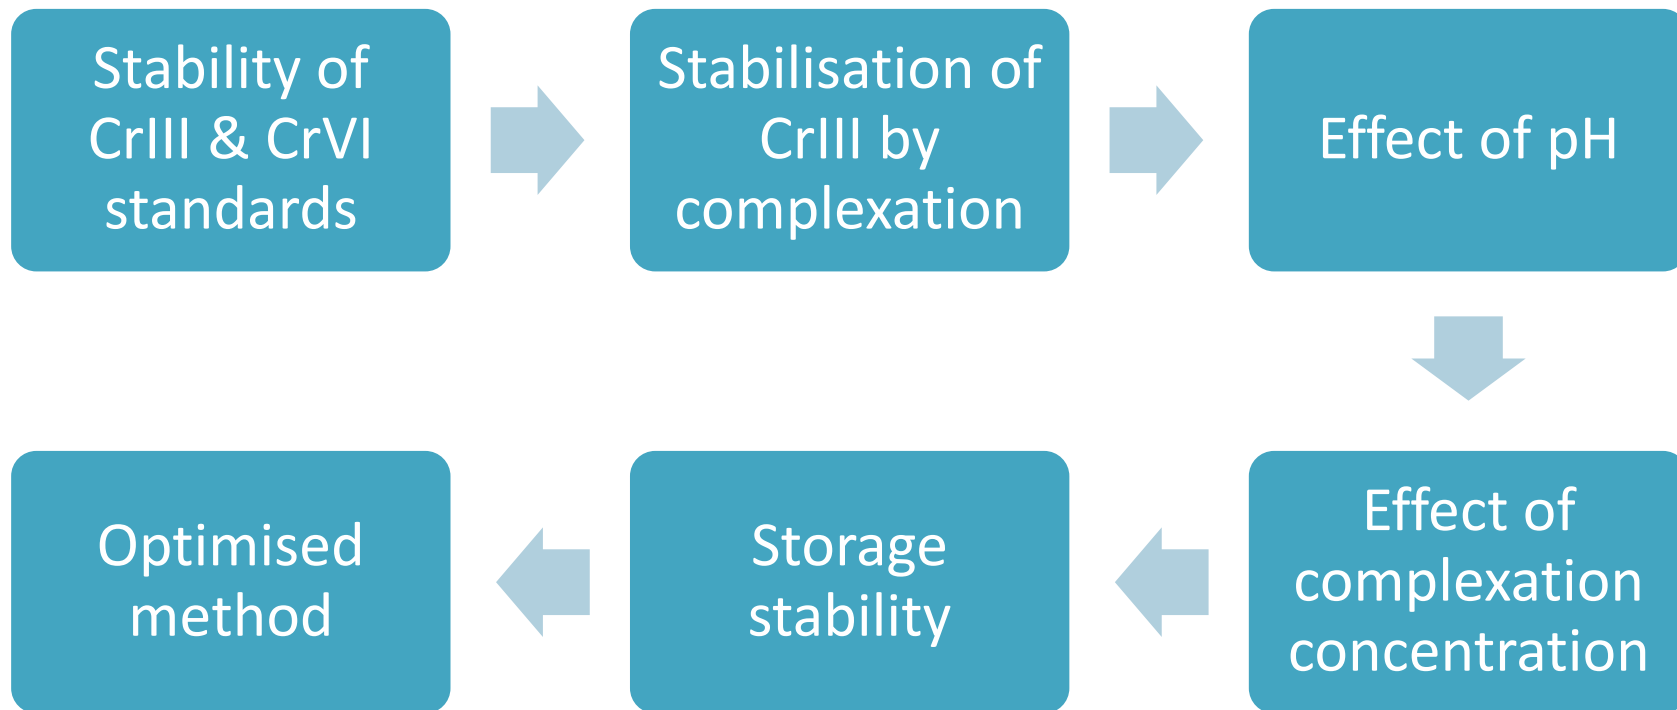 Stability of
CrIII & CrVI
standards
Stabilisation of
CrIII by
complexation
Effect of pH
Effect of
complexation
concentration
Storage
stability
Optimised
method